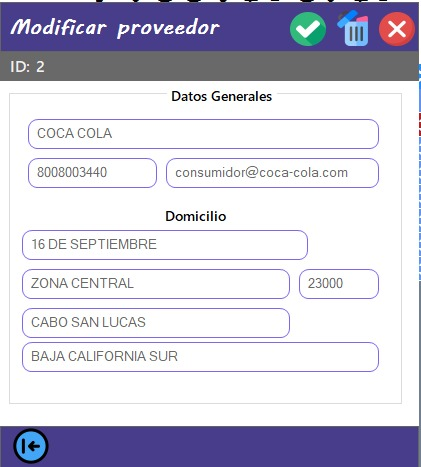 Modificar proveedor
ID: 2
Datos Generales
COCA COLA
8008003440 consumidor@coca-cola.com
Domicilio
16 DE SEPTIEMBRE
ZONA CENTRAL 23000
CABO SAN LUCAS
BAJA CALIFORNIA SUR